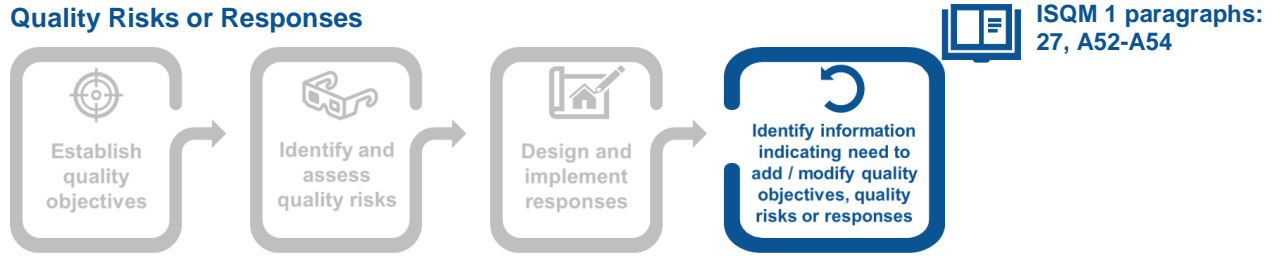 Quality Risks or Responses
ISQM 1 paragraphs:
27, A52-A54
Establish
quality
objectives
Identify and
assess
quality risks
Design and
implement
responses
Identify information
indicating need to
add / modify quality
objectives, quality
risks or responses